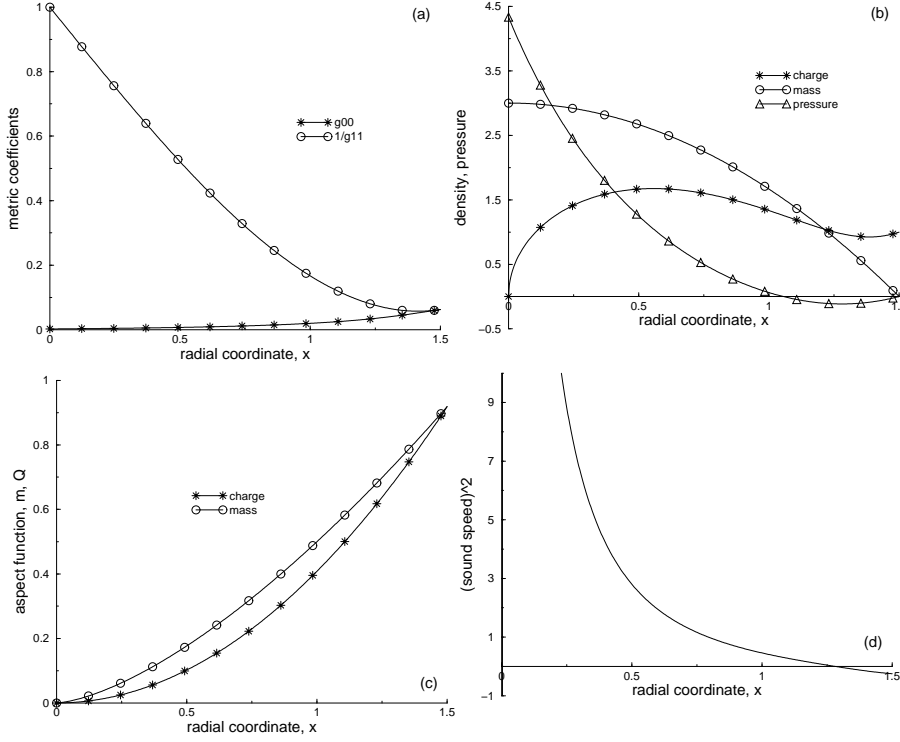 (a)
1
0.8
0.6
0.4
0.2
0
metric coefficients
g00
1/g11
0
0.5
1
1.5
radial coordinate, x
(b)
4.5
3.5
2.5
1.5
0.5
−0.5
density, pressure
charge
mass
pressure
0
0.5
1
1.5
radial coordinate, x
1
0.8
0.6
0.4
0.2
0
aspect function, m, Q
charge
mass
(c)
0
0.5
1
1.5
radial coordinate, x
9
7
5
3
1
−1
(sound speed)^2
(d)
0
0.5
1
1.5
radial coordinate, x